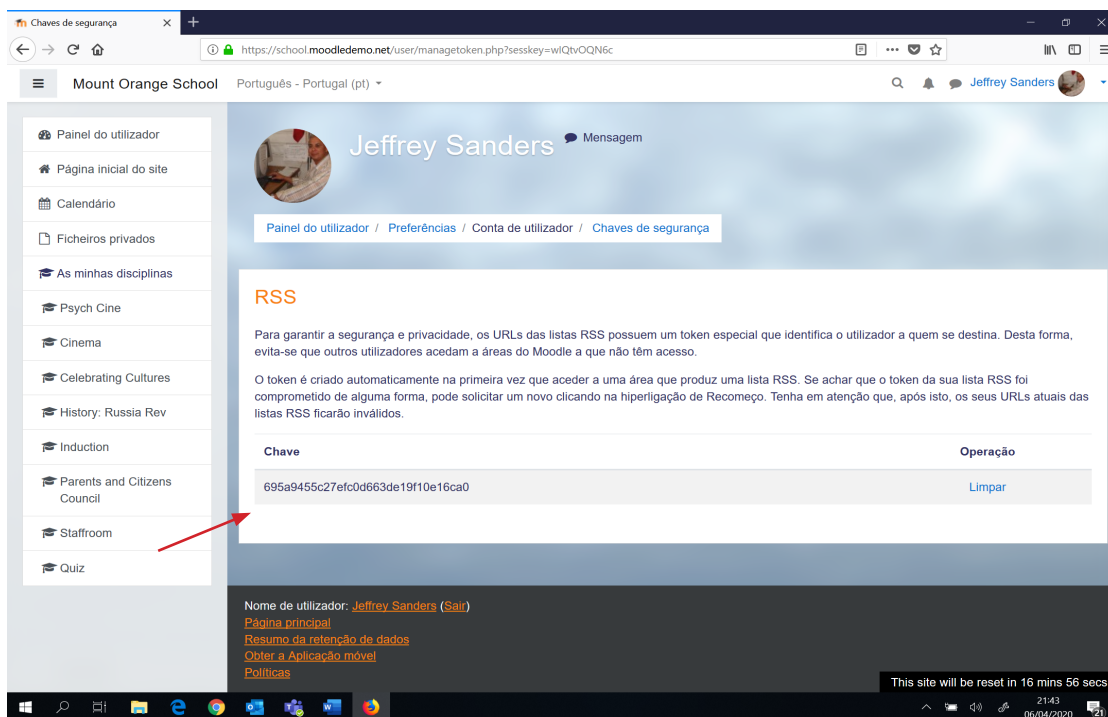 Chaves de segurança
https://school.moodledemo.net/user/managetoken.php?sesskey=wlQtvOQN6c
Mount Orange School
Português - Portugal (pt)
Jeffrey Sanders
Painel do utilizador
Página inicial do site
Calendário
Ficheiros privados
As minhas disciplinas
Psych Cine
Cinema
Celebrating Cultures
History: Russia Rev
Induction
Parents and Citizens
Council
Staffroom
Quiz
Jeffrey Sanders
Mensagem
Painel do utilizador / Preferências / Conta de utilizador / Chaves de segurança
RSS
Para garantir a segurança e privacidade, os URLs das listas RSS possuem um token especial que identifica o utilizador a quem se destina. Desta forma,
evita-se que outros utilizadores acedam a áreas do Moodle a que não têm acesso.
O token é criado automaticamente na primeira vez que aceder a uma área que produz uma lista RSS. Se achar que o token da sua lista RSS foi
comprometido de alguma forma, pode solicitar um novo clicando na hiperligação de Recomeço. Tenha em atenção que, após isto, os seus URLs atuais das
listas RSS ficarão inválidos.
Chave Operação
695a9455c27efc0d663de19f10e16ca0 Limpar
Nome de utilizador: Jeffrey Sanders (Sair)
Página principal
Resumo da retenção de dados
Obter a Aplicação móvel
Políticas
This site will be reset in 16 mins 56 secs
21:43
06/04/2020
21